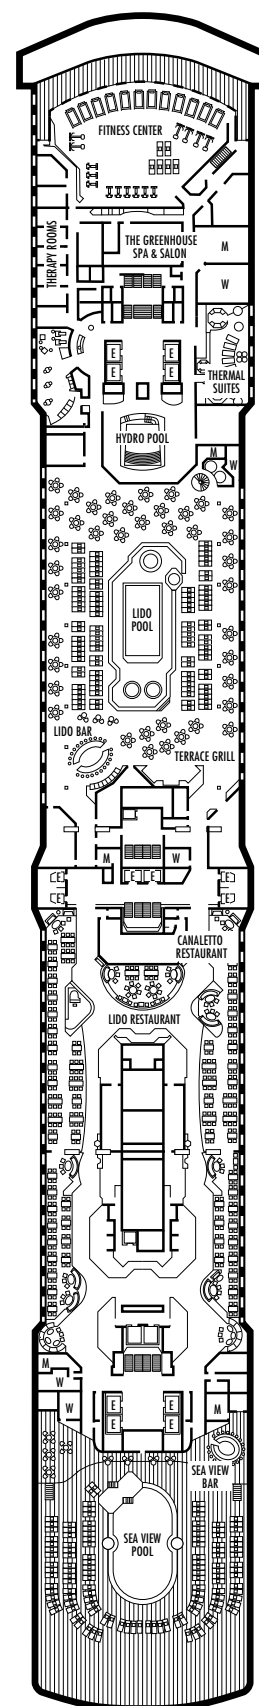 FITNESS CENTER
THERAPY ROOMS
THE GREENHOUSE
SPA & SALON
M
W
E
E
E
E
THERMAL
SUITES
HYDRO POOL
M
W
LIDO
POOL
LIDO BAR
TERRACE GRILL
M
W
E
E
E
E
E
E
CANALETTO
RESTAURANT
LIDO RESTAURANT
M
W
W
M
E
E
E
E
SEA VIEW
BAR
SEA VIEW
POOL